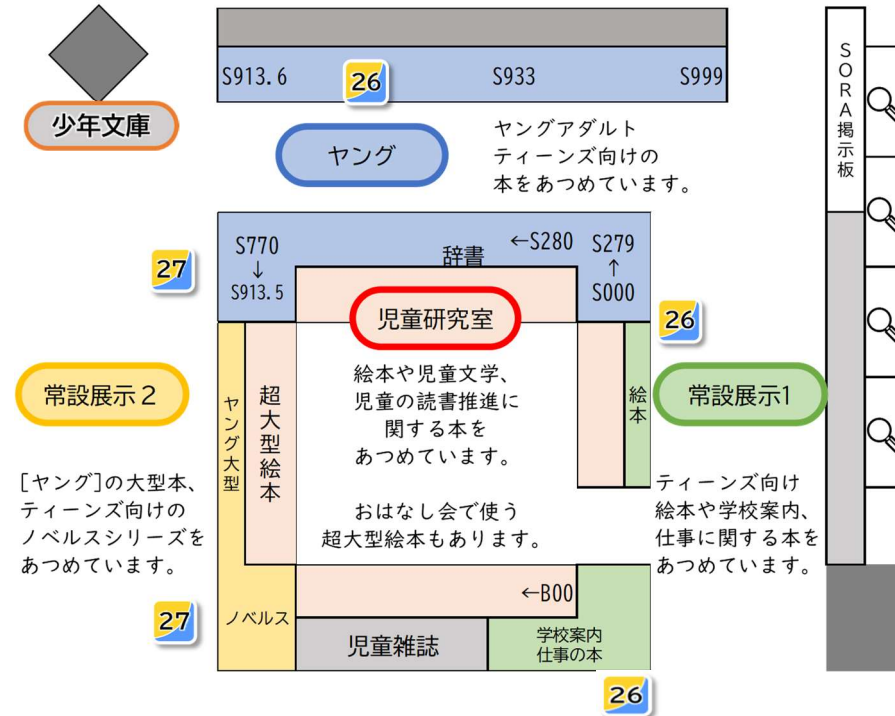 S913.6
26
S933
S999
SORA掲示板
少年文庫
ヤング
ヤングアダルト
ティーンズ向けの
本をあつめています。
27
S770
↓
S913.5
辞書
←S280
S279
↑
S000
26
児童研究室
常設展示2
ヤング大型
超大型絵本
絵本や児童文学、
児童の読書推進に
関する本を
あつめています。
絵本
常設展示1
[ヤング]の大型本、
ティーンズ向けの
ノベルスシリーズを
あつめています。
おはなし会で使う
超大型絵本もあります。
ティーンズ向け
絵本や学校案内、
仕事に関する本を
あつめています。
27
ノベルス
←B00
児童雑誌
学校案内
仕事の本
26